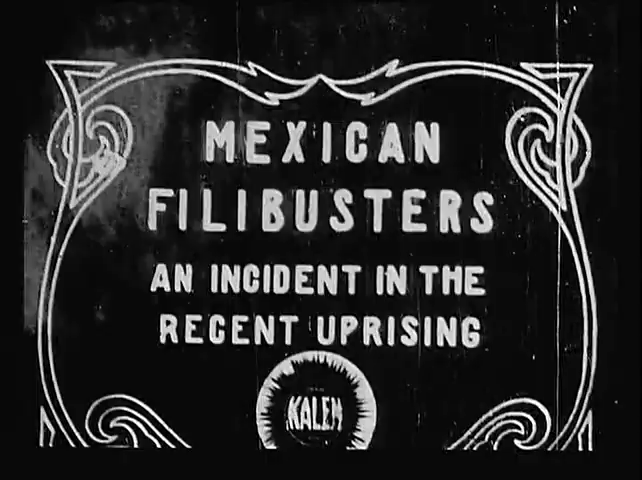 MEXICAN
FILIBUSTERS
AN INCIDENT IN THE
RECENT UPRISING
KALEM